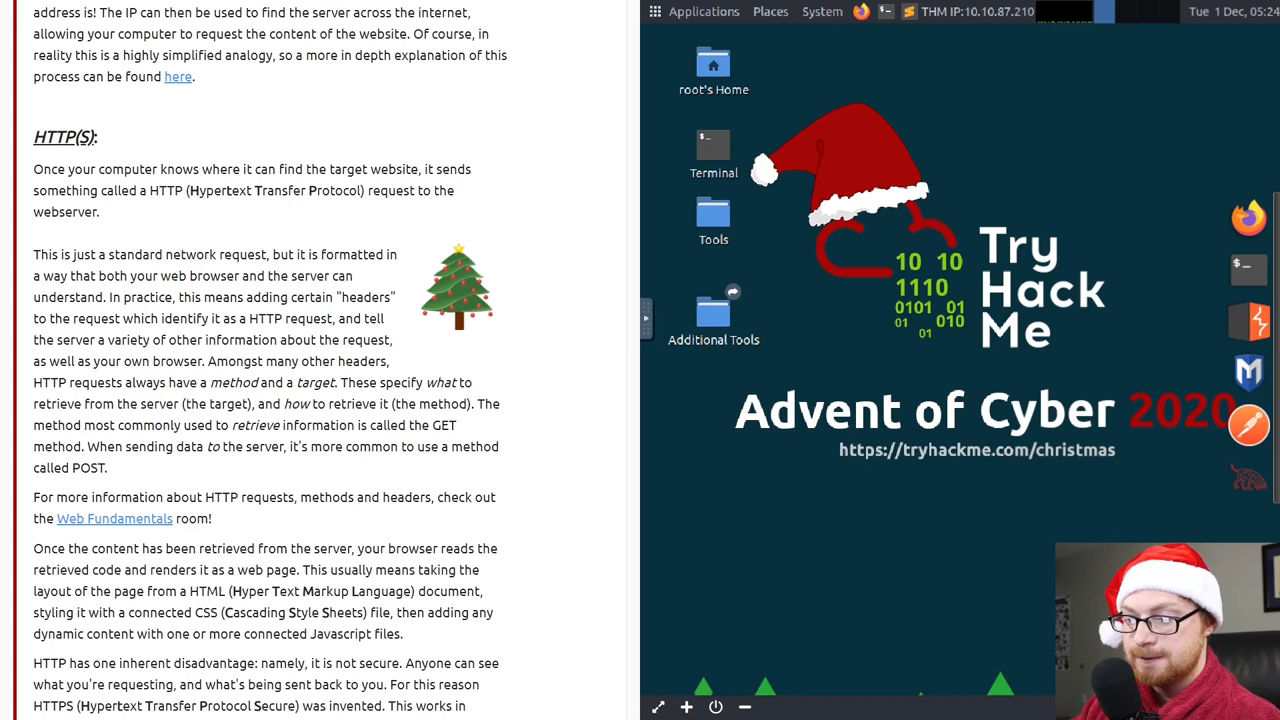 address is! The IP can then be used to find the server across the internet,
allowing your computer to request the content of the website. Of course, in
reality this is a highly simplified analogy, so a more in depth explanation of this
process can be found here.
HTTP(S):
Once your computer knows where it can find the target website, it sends
something called a HTTP (Hypertext Transfer Protocol) request to the
webserver.
This is just a standard network request, but it is formatted in
a way that both your web browser and the server can
understand. In practice, this means adding certain "headers"
to the request which identify it as a HTTP request, and tell
the server a variety of other information about the request,
as well as your own browser. Amongst many other headers,
HTTP requests always have a method and a target. These specify what to
retrieve from the server (the target), and how to retrieve it (the method). The
method most commonly used to retrieve information is called the GET
method. When sending data to the server, it's more common to use a method
called POST.
For more information about HTTP requests, methods and headers, check out
the Web Fundamentals room!
Once the content has been retrieved from the server, your browser reads the
retrieved code and renders it as a web page. This usually means taking the
layout of the page from a HTML (Hyper Text Markup Language) document,
styling it with a connected CSS (Cascading Style Sheets) file, then adding any
dynamic content with one or more connected Javascript files.
HTTP has one inherent disadvantage: namely, it is not secure. Anyone can see
what you're requesting, and what's being sent back to you. For this reason
HTTPS (Hypertext Transfer Protocol Secure) was invented. This works in
Applications Places System THM IP:10.10.87.210 Tue 1 Dec, 05:24
root's Home
Terminal
Tools
Additional Tools
10 10
1110
0101 01
01 010
01
Try
Hack
Me
Advent of Cyber 2020
https://tryhackme.com/christmas